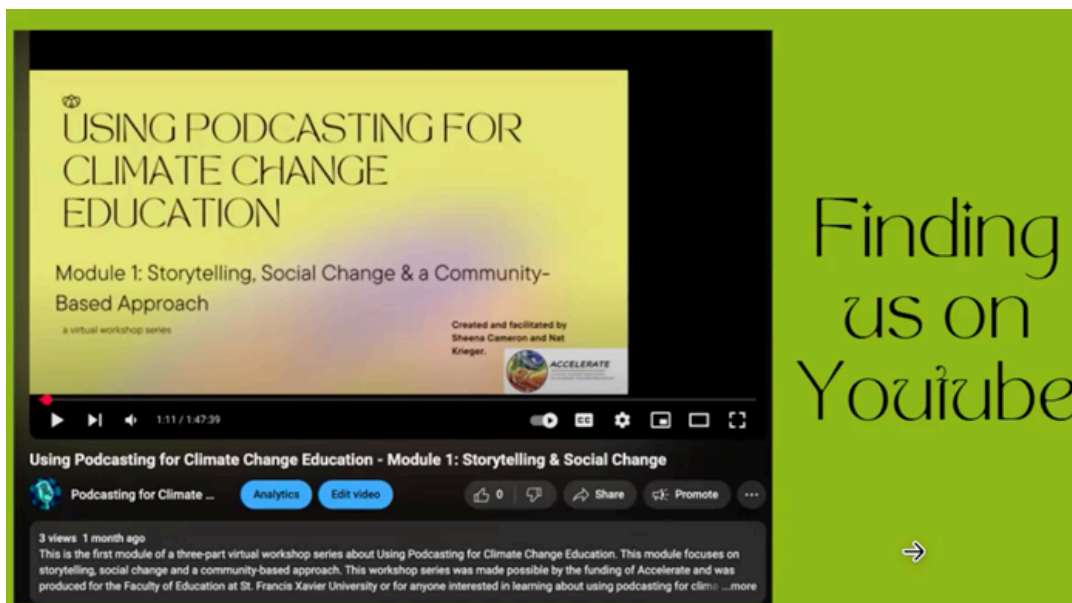 USING PODCASTING FOR
CLIMATE CHANGE
EDUCATION
Module 1: Storytelling, Social Change & a Community-
Based Approach
a virtual workshop series
Created and facilitated by
Sheena Cameron and Nat
Krieger.
ACCELERATE
1:11 / 1:47:39
CC
Using Podcasting for Climate Change Education - Module 1: Storytelling & Social Change
Podcasting for Climate ...
Analytics
Edit video
0
Share
Promote
3 views 1 month ago
This is the first module of a three-part virtual workshop series about Using Podcasting for Climate Change Education. This module focuses on
storytelling, social change and a community-based approach. This workshop series was made possible by the funding of Accelerate and was
produced for the Faculty of Education at St. Francis Xavier University or for anyone interested in learning about using podcasting for clima ...more
Finding
us on
Youtube